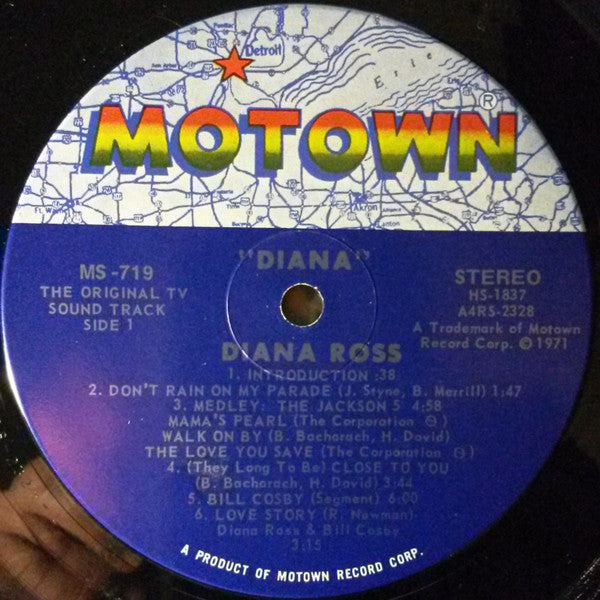 Detroit
Erie
MOTOWN ®
Akron
Canton
"DIANA"
MS -719
THE ORIGINAL TV
SOUND TRACK
SIDE 1
STEREO
HS-1837
A4RS-2328
A Trademark of Motown
Record Corp. © 1971
DIANA RØSS
1. INTRODUCTION :38
2. DON'T RAIN ON MY PARADE (J. Styne, B. Merrill) 1:47
3. MEDLEY: THE JACKSON 5 4:58
MAMA'S PEARL (The Corporation ⊖)
WALK ON BY (B. Bacharach, H. David)
THE LOVE YOU SAVE (The Corporation ⊖)
4. (They Long To Be) CLOSE TO YOU
(B. Bacharach, H. David) 3:44
5. BILL COSBY (Segment) 6:00
6. LOVE STORY (R. Newman)
Diana Ross & Bill Cosby
3:15
A PRODUCT OF MOTOWN RECORD CORP.